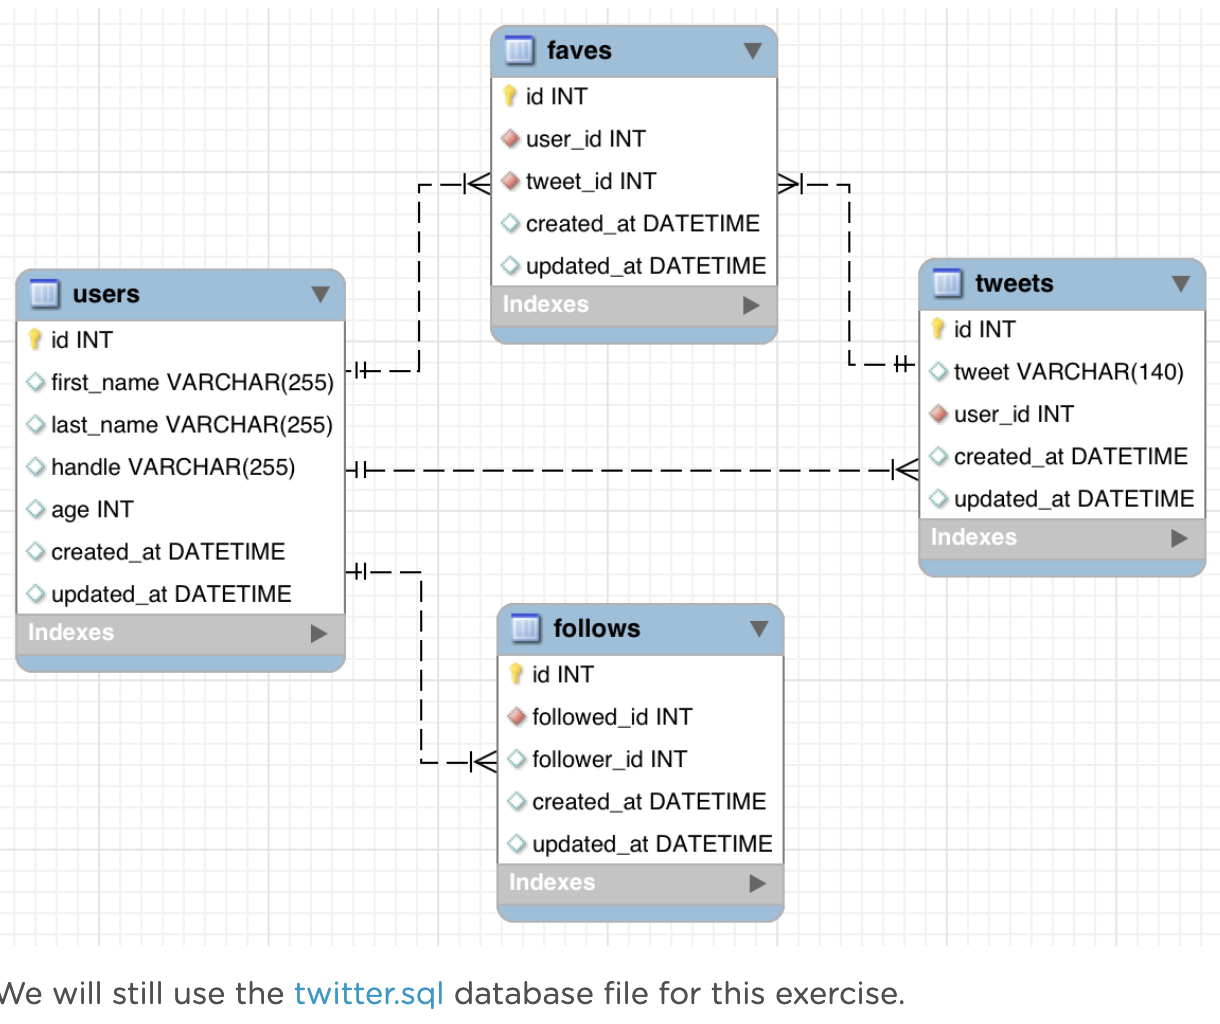 faves
id INT
user_id INT
tweet_id INT
created_at DATETIME
updated_at DATETIME
Indexes
users
id INT
first_name VARCHAR(255)
last_name VARCHAR(255)
handle VARCHAR(255)
age INT
created_at DATETIME
updated_at DATETIME
Indexes
tweets
id INT
tweet VARCHAR(140)
user_id INT
created_at DATETIME
updated_at DATETIME
Indexes
follows
id INT
followed_id INT
follower_id INT
created_at DATETIME
updated_at DATETIME
Indexes
We will still use the twitter.sql database file for this exercise.